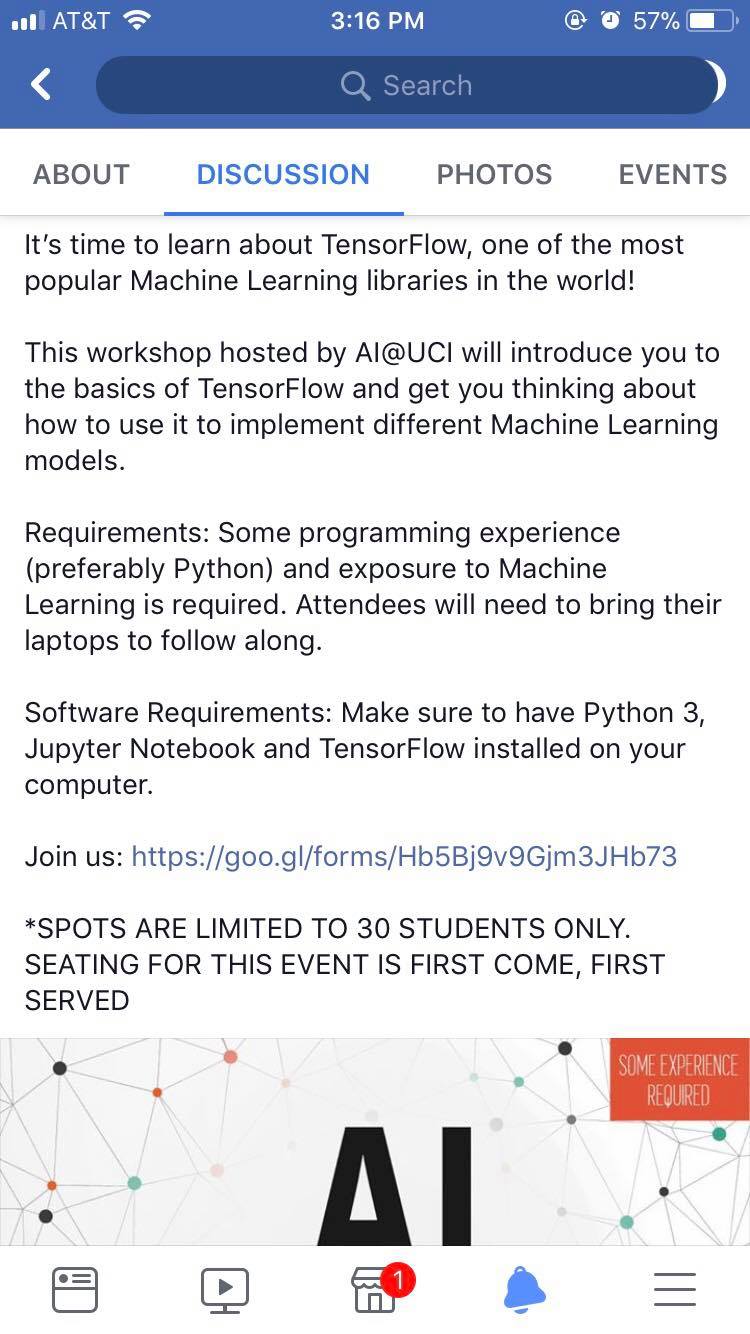 AT&T 3:16 PM 57%
Search
ABOUT DISCUSSION PHOTOS EVENTS
It’s time to learn about TensorFlow, one of the most
popular Machine Learning libraries in the world!
This workshop hosted by AI@UCI will introduce you to
the basics of TensorFlow and get you thinking about
how to use it to implement different Machine Learning
models.
Requirements: Some programming experience
(preferably Python) and exposure to Machine
Learning is required. Attendees will need to bring their
laptops to follow along.
Software Requirements: Make sure to have Python 3,
Jupyter Notebook and TensorFlow installed on your
computer.
Join us: https://goo.gl/forms/Hb5Bj9v9Gjm3JHb73
*SPOTS ARE LIMITED TO 30 STUDENTS ONLY.
SEATING FOR THIS EVENT IS FIRST COME, FIRST
SERVED
SOME EXPERIENCE
REQUIRED
AI
1